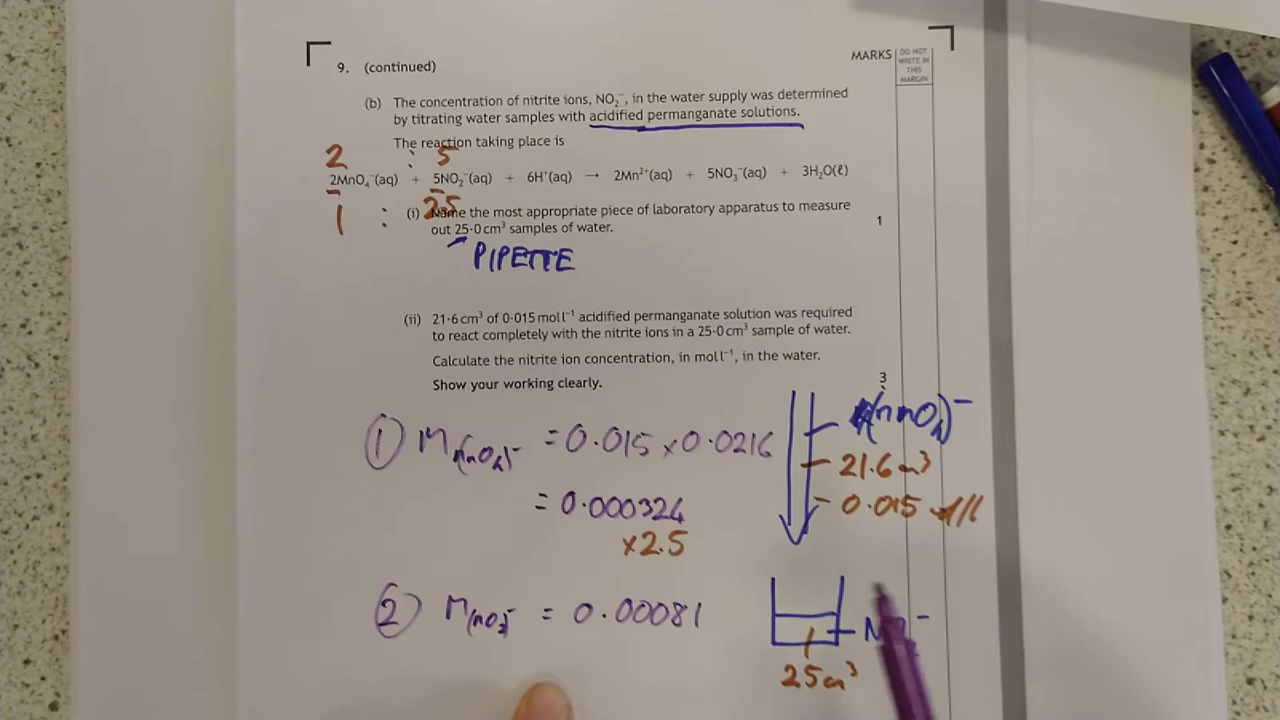 MARKS
DO NOT WRITE IN THIS MARGIN
9. (continued)
(b) The concentration of nitrite ions, NO₂⁻, in the water supply was determined
by titrating water samples with acidified permanganate solutions.
The reaction taking place is
2 : 5
2MnO₄⁻(aq) + 5NO₂⁻(aq) + 6H⁺(aq) → 2Mn²⁺(aq) + 5NO₃⁻(aq) + 3H₂O(ℓ)
1 : 2.5
(i) Name the most appropriate piece of laboratory apparatus to measure
out 25·0 cm³ samples of water. 1
PIPETTE
(ii) 21·6 cm³ of 0·015 mol l⁻¹ acidified permanganate solution was required
to react completely with the nitrite ions in a 25·0 cm³ sample of water.
Calculate the nitrite ion concentration, in mol l⁻¹, in the water.
Show your working clearly. 3
① n(MnO₄)⁻ = 0.015 × 0.0216
= 0.000324
×2.5
② n(NO₂)⁻ = 0.00081
(MnO₄)⁻
21.6 cm³
0.015
25 cm³